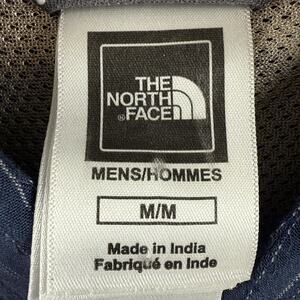 THE
NORTH
FACE
®
MENS/HOMMES
M/M
Made in India
Fabriqué en Inde